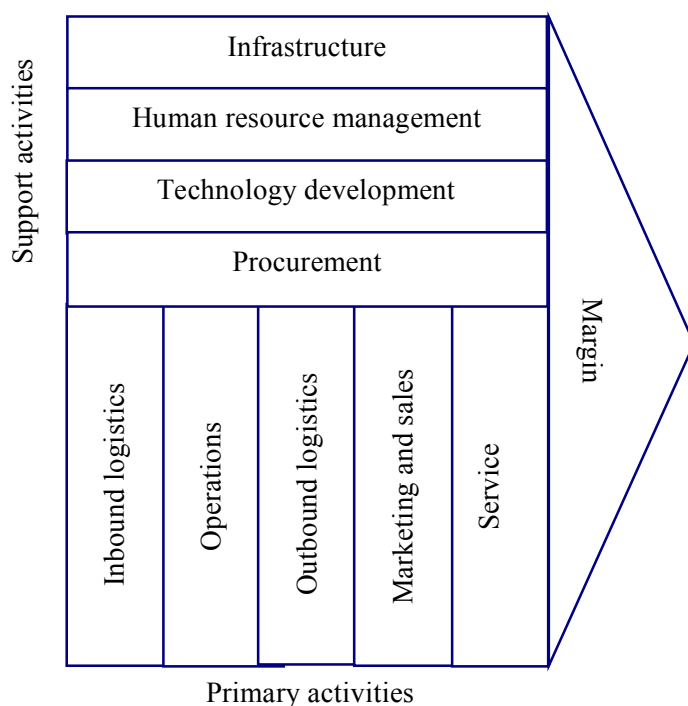 Support activities
Infrastructure
Human resource management
Technology development
Procurement
Inbound logistics
Operations
Outbound logistics
Marketing and sales
Service
Margin
Primary activities